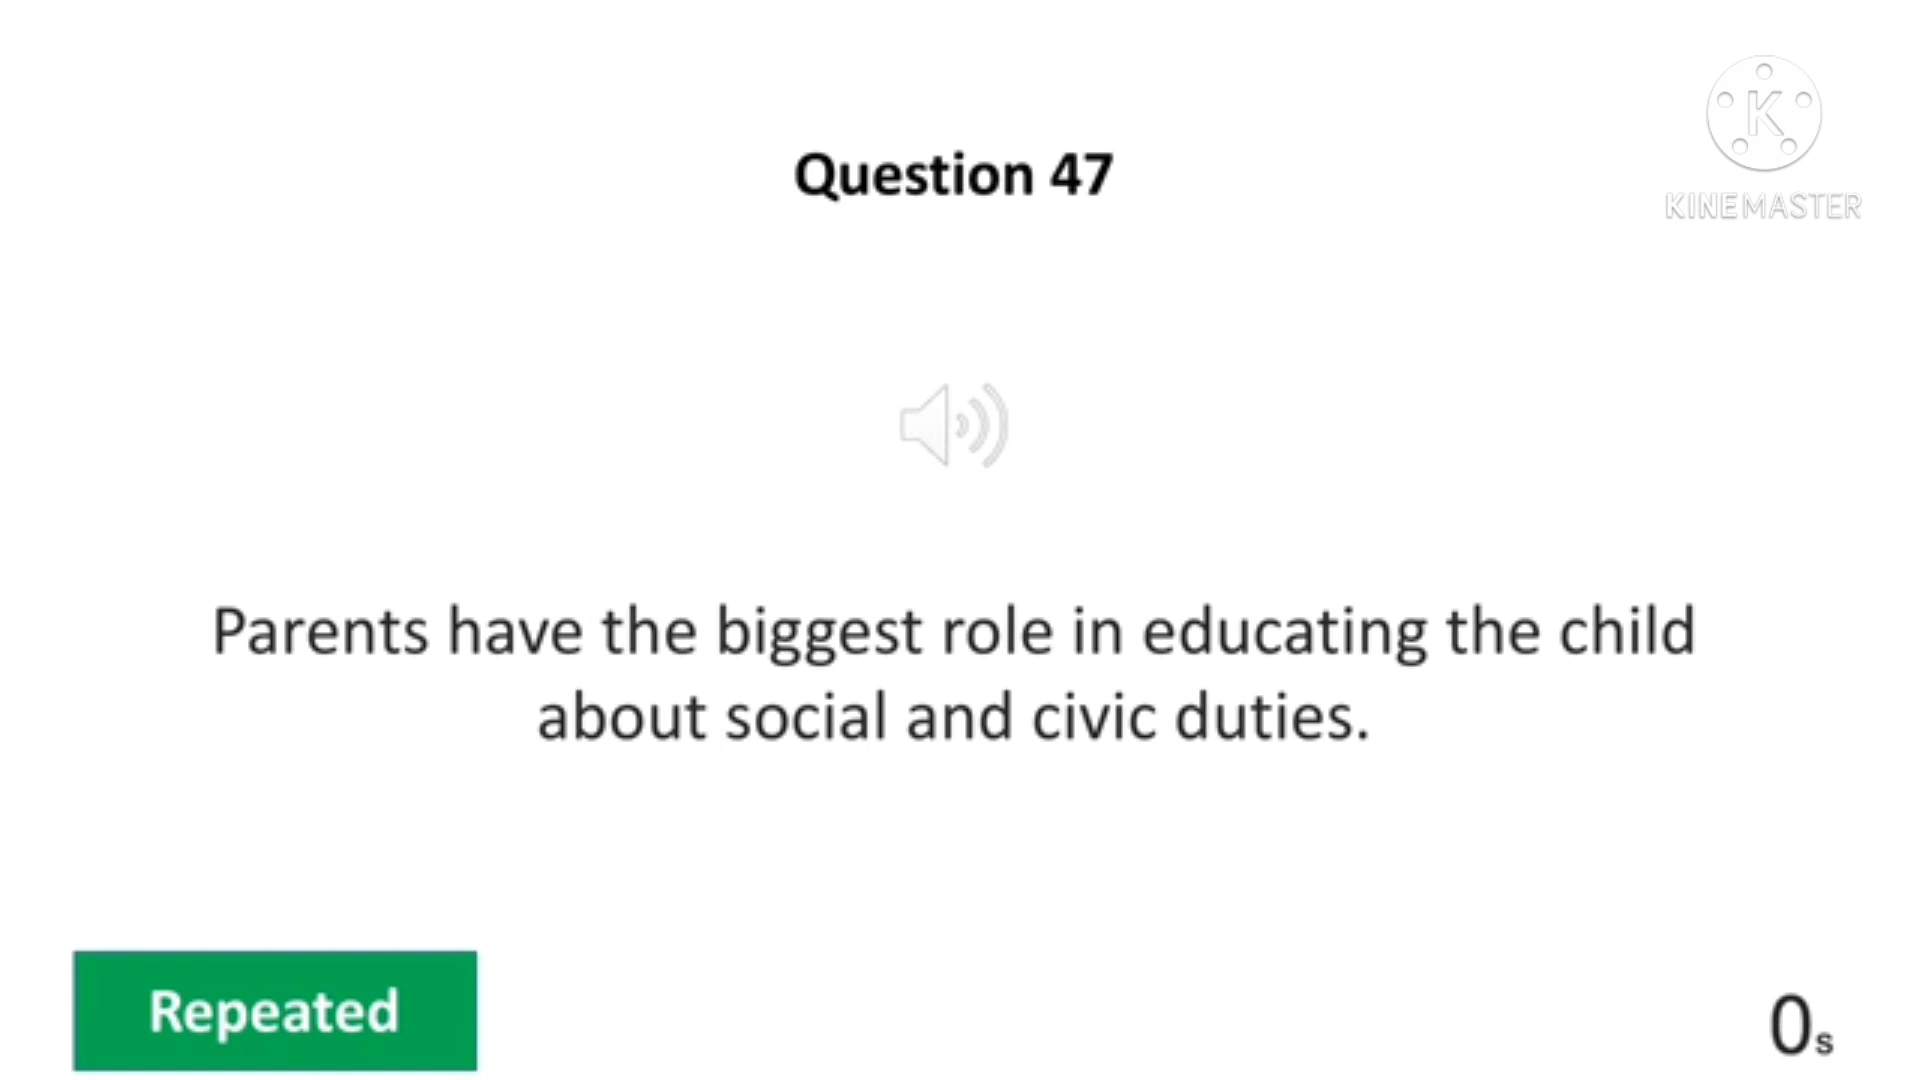 K
KINEMASTER
Question 47
Parents have the biggest role in educating the child
about social and civic duties.
Repeated
0s